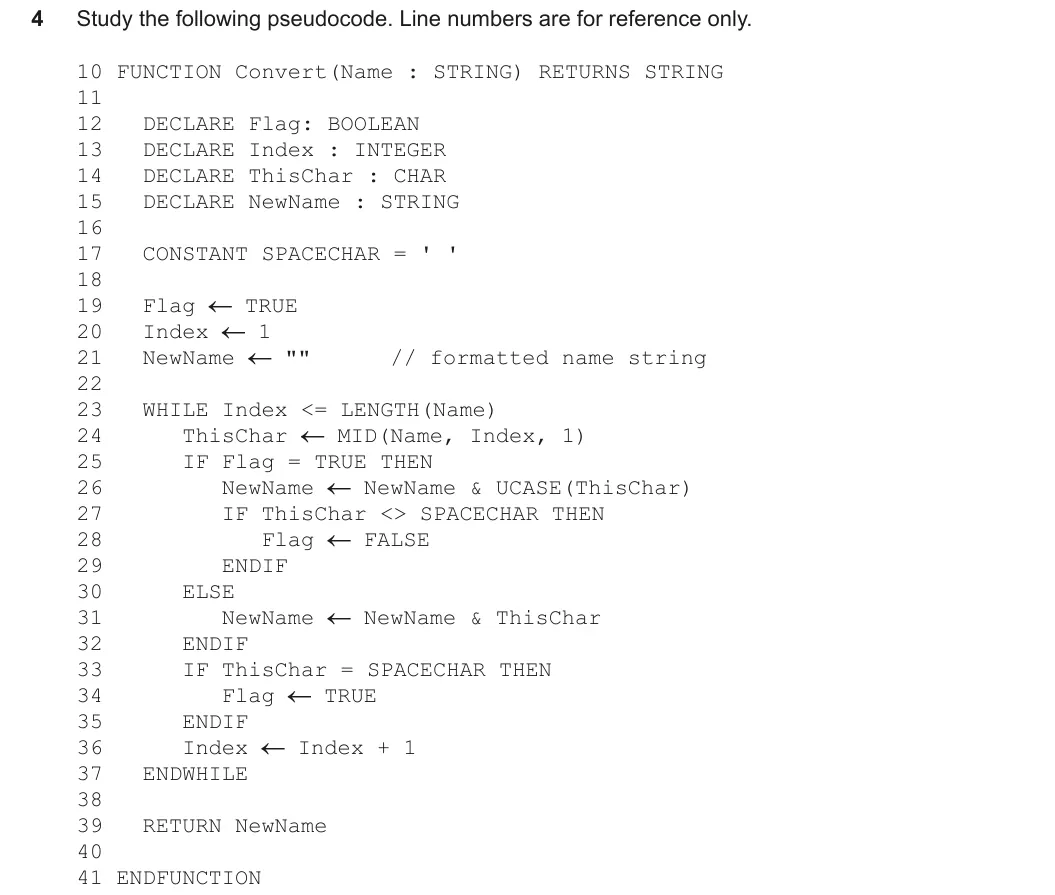 4 Study the following pseudocode. Line numbers are for reference only.
10 FUNCTION Convert(Name : STRING) RETURNS STRING
11
12 DECLARE Flag: BOOLEAN
13 DECLARE Index : INTEGER
14 DECLARE ThisChar : CHAR
15 DECLARE NewName : STRING
16
17 CONSTANT SPACECHAR = ' '
18
19 Flag ← TRUE
20 Index ← 1
21 NewName ← "" // formatted name string
22
23 WHILE Index <= LENGTH(Name)
24 ThisChar ← MID(Name, Index, 1)
25 IF Flag = TRUE THEN
26 NewName ← NewName & UCASE(ThisChar)
27 IF ThisChar <> SPACECHAR THEN
28 Flag ← FALSE
29 ENDIF
30 ELSE
31 NewName ← NewName & ThisChar
32 ENDIF
33 IF ThisChar = SPACECHAR THEN
34 Flag ← TRUE
35 ENDIF
36 Index ← Index + 1
37 ENDWHILE
38
39 RETURN NewName
40
41 ENDFUNCTION